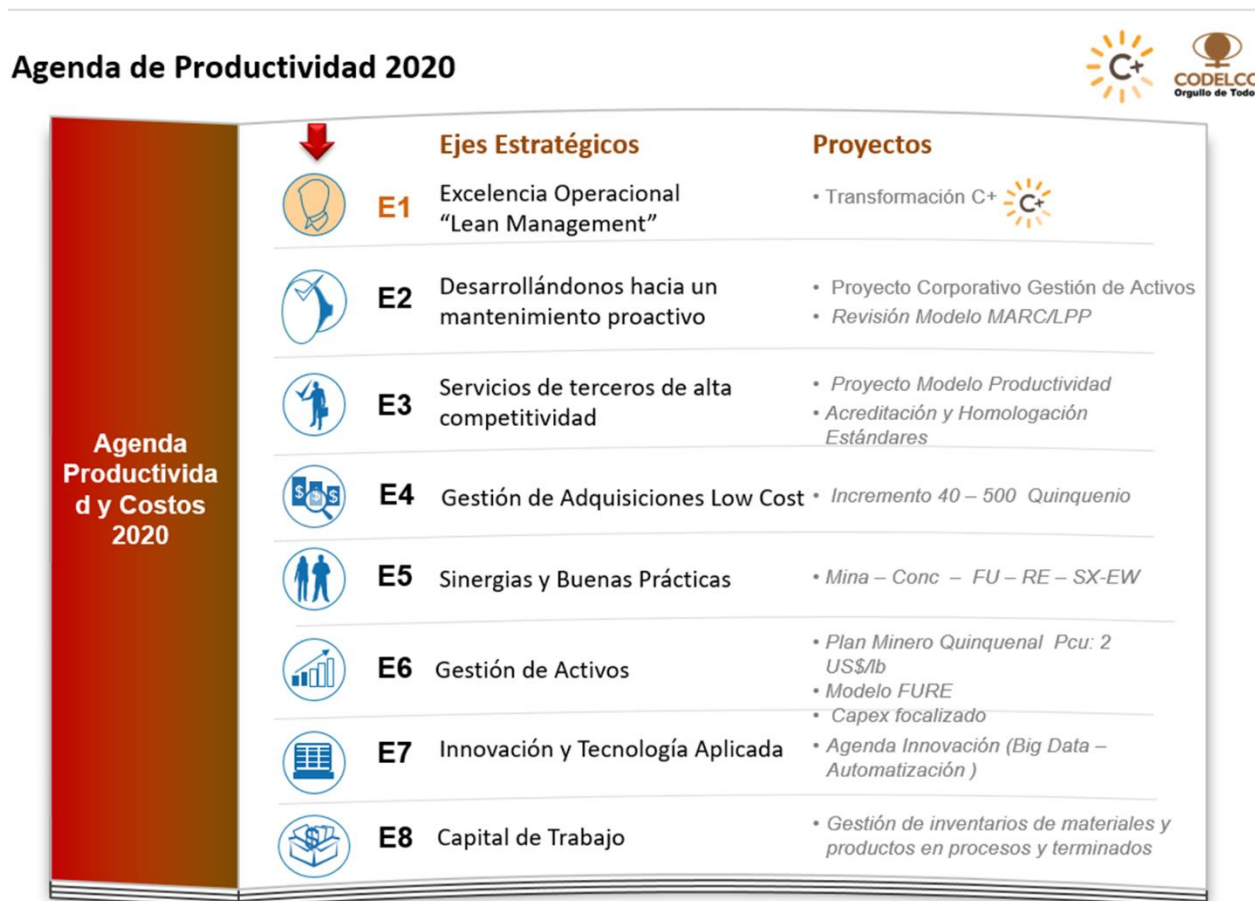 Agenda de Productividad 2020
C+
CODELCO
Orgullo de Todo
Agenda
Productivida
d y Costos
2020
Ejes Estratégicos
Proyectos
E1
Excelencia Operacional
“Lean Management”
• Transformación C+
C+
E2
Desarrollándonos hacia un
mantenimiento proactivo
• Proyecto Corporativo Gestión de Activos
• Revisión Modelo MARC/LPP
E3
Servicios de terceros de alta
competitividad
• Proyecto Modelo Productividad
• Acreditación y Homologación
Estándares
E4
Gestión de Adquisiciones Low Cost
• Incremento 40 – 500 Quinquenio
E5
Sinergias y Buenas Prácticas
• Mina – Conc – FU – RE – SX-EW
E6
Gestión de Activos
• Plan Minero Quinquenal Pcu: 2
US$/lb
• Modelo FURE
• Capex focalizado
E7
Innovación y Tecnología Aplicada
• Agenda Innovación (Big Data –
Automatización )
E8
Capital de Trabajo
• Gestión de inventarios de materiales y
productos en procesos y terminados